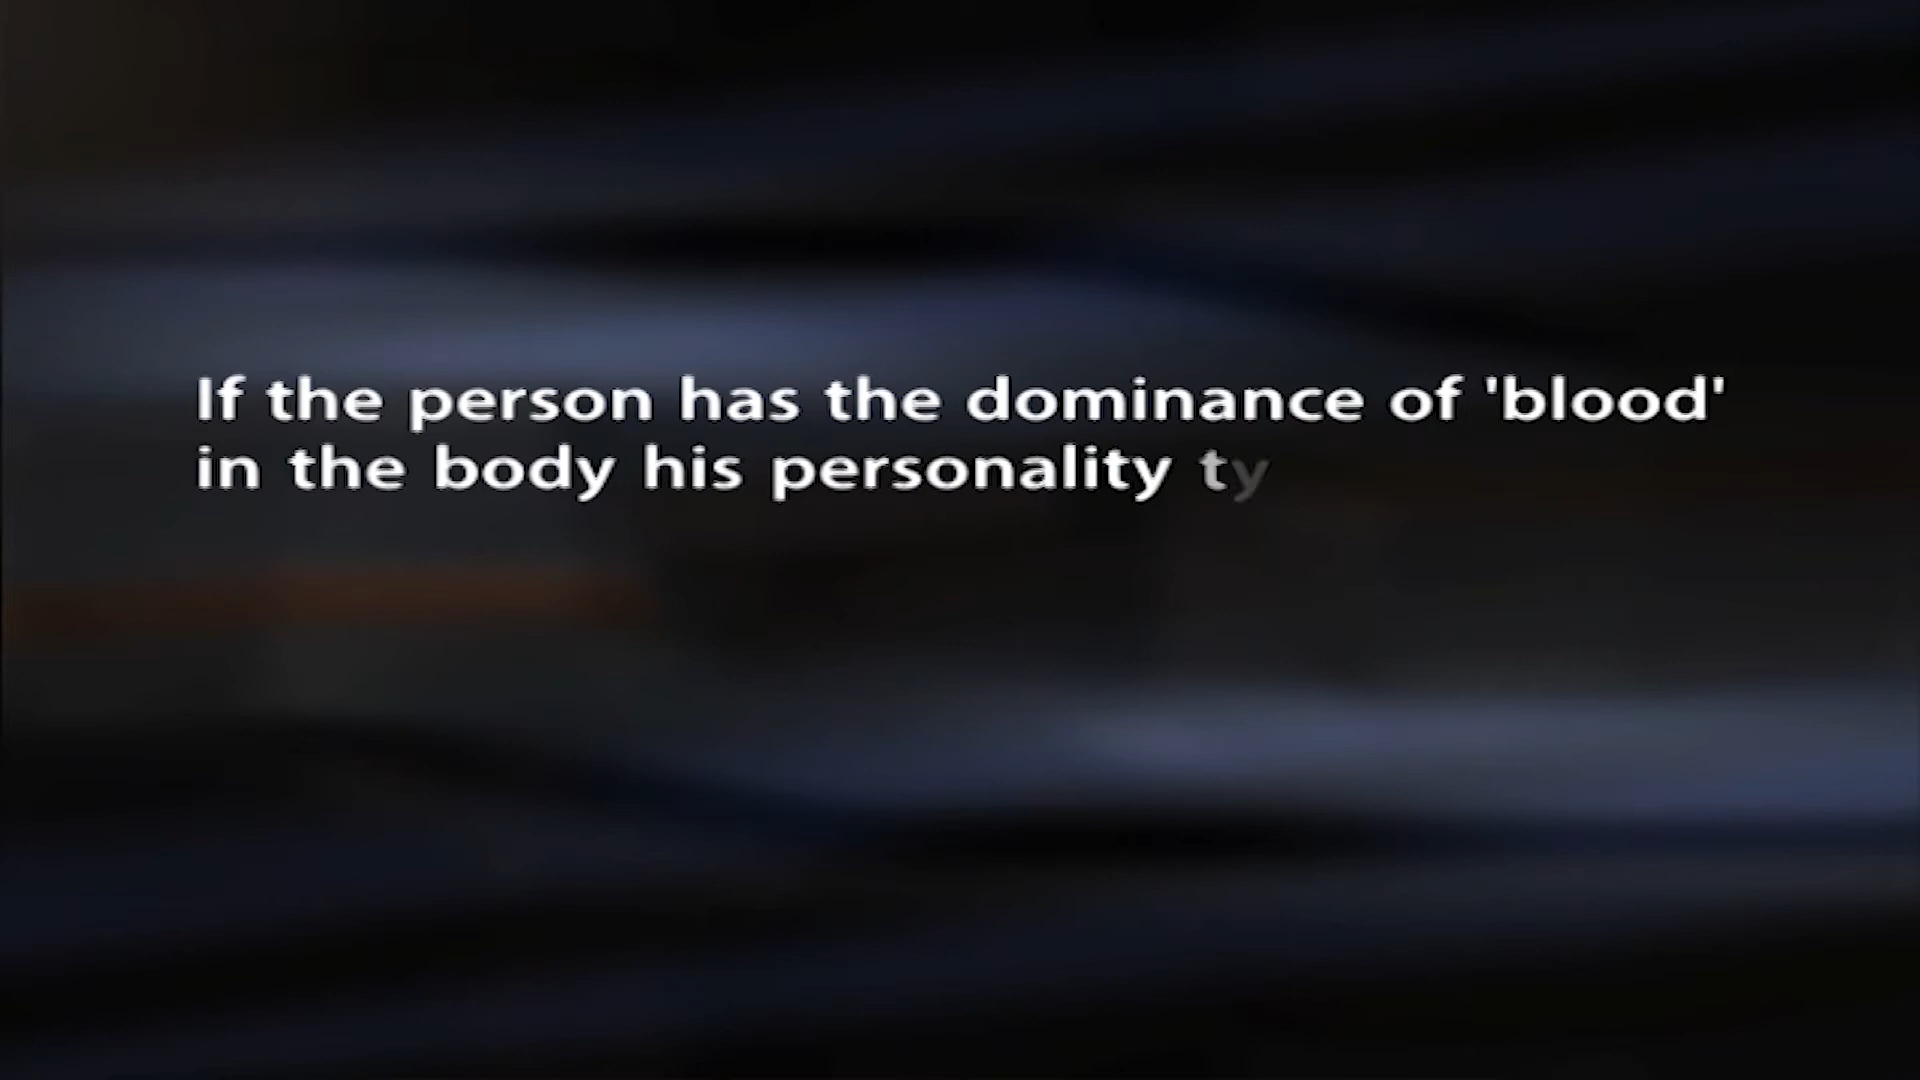 If the person has the dominance of 'blood'
in the body his personality ty